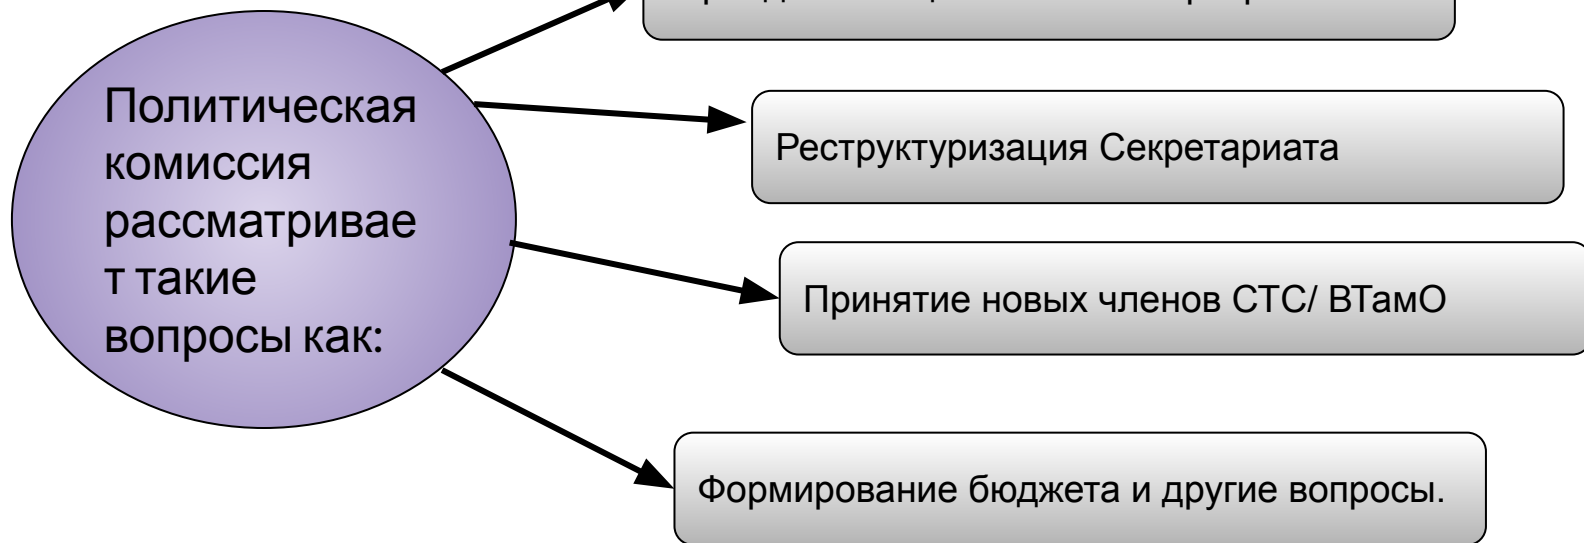 Политическая
комиссия
рассматривае
т такие
вопросы как:
Реструктуризация Секретариата
Принятие новых членов СТС/ ВТамО
Формирование бюджета и другие вопросы.